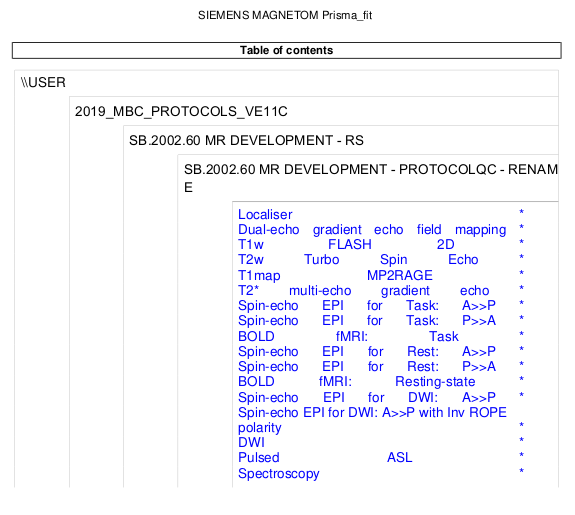 SIEMENS MAGNETOM Prisma_fit
Table of contents
\\USER
2019_MBC_PROTOCOLS_VE11C
SB.2002.60 MR DEVELOPMENT - RS
SB.2002.60 MR DEVELOPMENT - PROTOCOLQC - RENAM
E
Localiser *
Dual-echo gradient echo field mapping *
T1w FLASH 2D *
T2w Turbo Spin Echo *
T1map MP2RAGE *
T2* multi-echo gradient echo *
Spin-echo EPI for Task: A>>P *
Spin-echo EPI for Task: P>>A *
BOLD fMRI: Task *
Spin-echo EPI for Rest: A>>P *
Spin-echo EPI for Rest: P>>A *
BOLD fMRI: Resting-state *
Spin-echo EPI for DWI: A>>P *
Spin-echo EPI for DWI: A>>P with Inv ROPE
polarity *
DWI *
Pulsed ASL *
Spectroscopy *